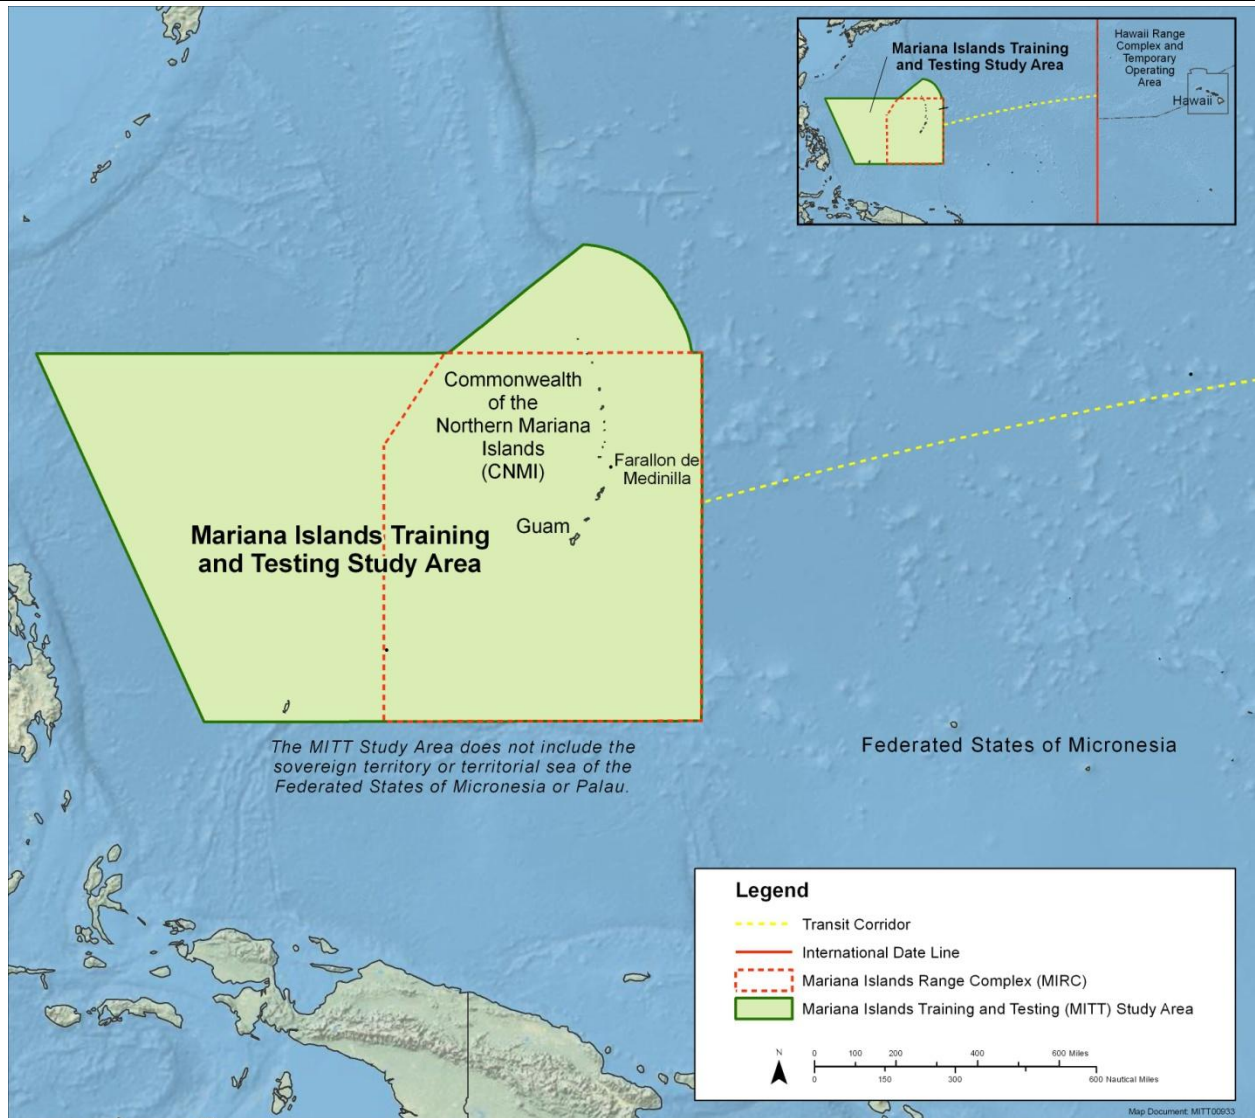 Mariana Islands Training
and Testing Study Area
Hawaii Range
Complex and
Temporary
Operating
Area
Hawaii
Commonwealth
of the
Northern Mariana
Islands
(CNMI)
Farallon de
Medinilla
Guam
Mariana Islands Training
and Testing Study Area
The MITT Study Area does not include the
sovereign territory or territorial sea of the
Federated States of Micronesia or Palau.
Federated States of Micronesia
Legend
Transit Corridor
International Date Line
Mariana Islands Range Complex (MIRC)
Mariana Islands Training and Testing (MITT) Study Area
N
0 100 200 400 600 Miles
0 150 300 600 Nautical Miles
Map Document: MITT00933